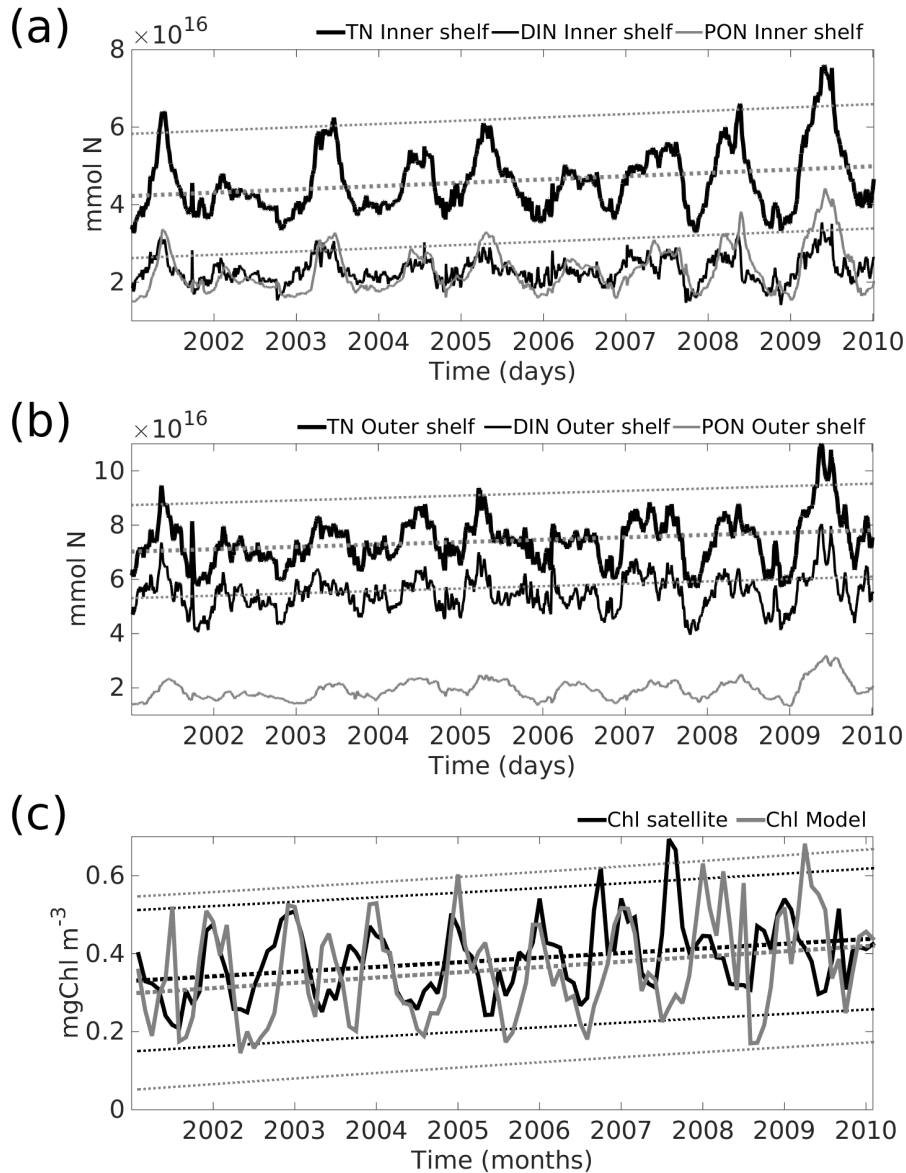 (a)
×10^16
TN Inner shelf DIN Inner shelf PON Inner shelf
8
6
4
2
mmol N
2002 2003 2004 2005 2006 2007 2008 2009 2010
Time (days)
(b)
×10^16
TN Outer shelf DIN Outer shelf PON Outer shelf
10
8
6
4
2
mmol N
2002 2003 2004 2005 2006 2007 2008 2009 2010
Time (days)
(c)
Chl satellite Chl Model
0.6
0.4
0.2
0
mgChl m^-3
2002 2003 2004 2005 2006 2007 2008 2009 2010
Time (months)